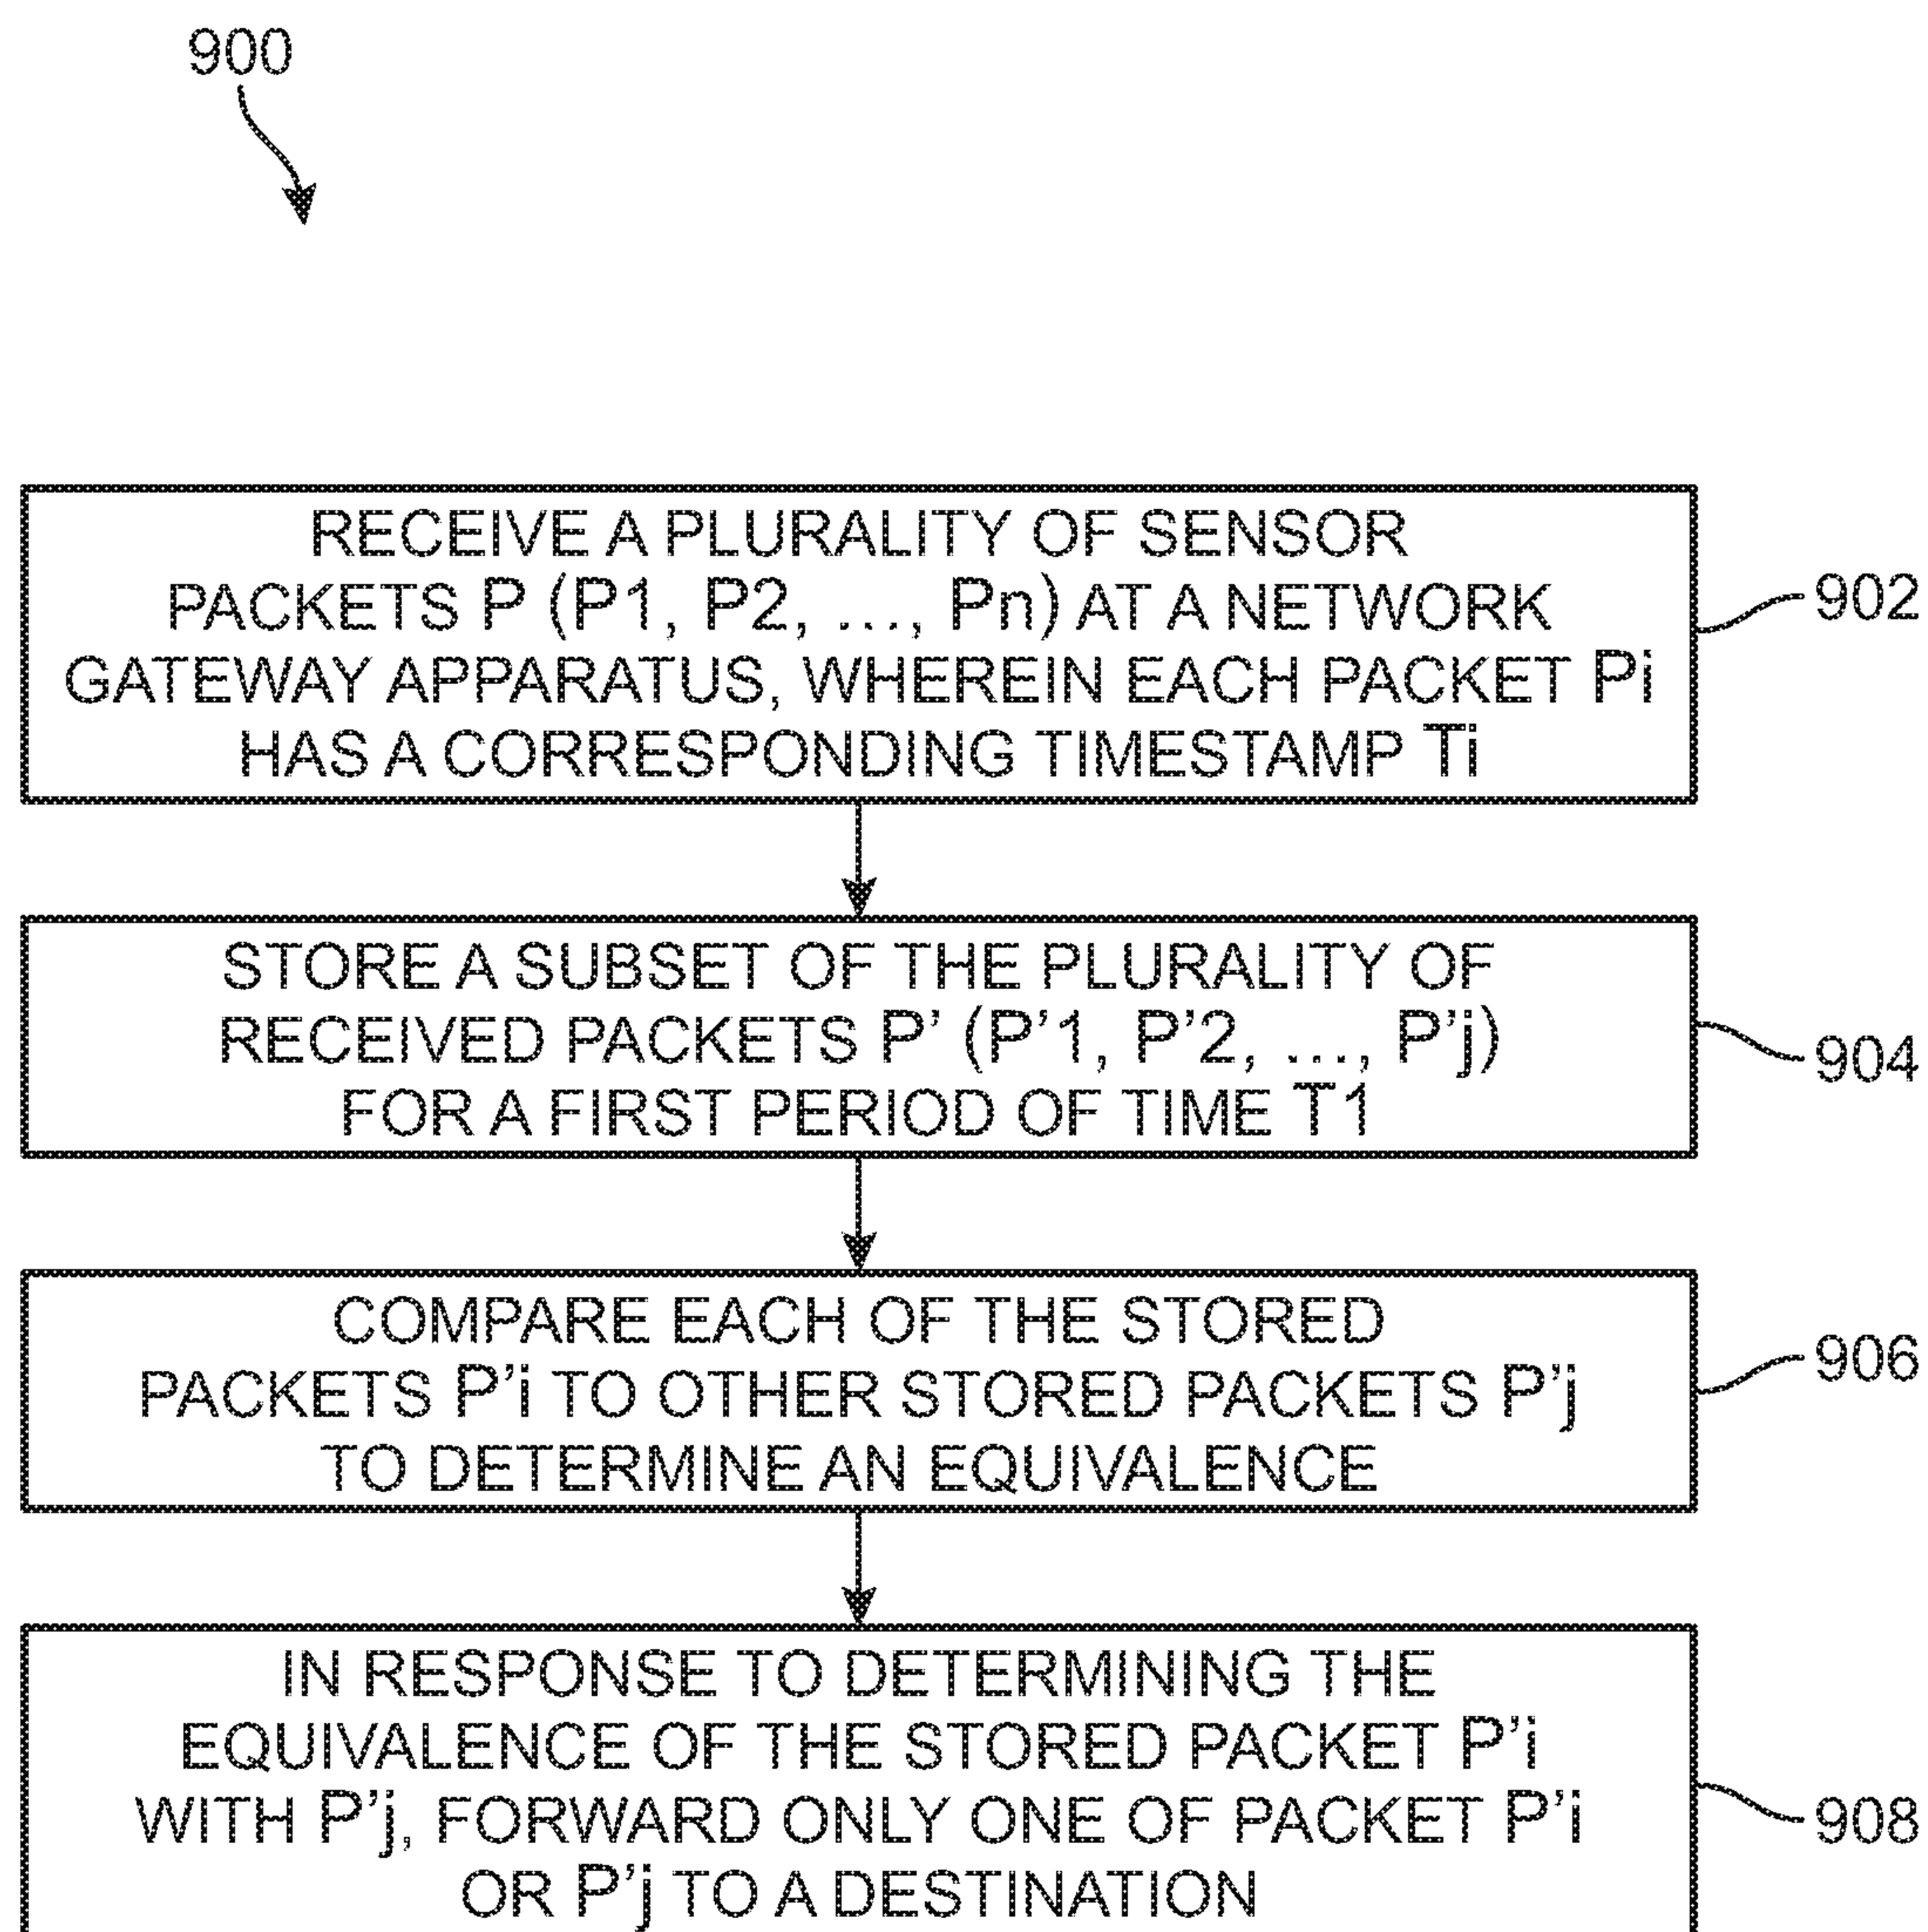 900
RECEIVE A PLURALITY OF SENSOR
PACKETS P (P1, P2, ..., Pn) AT A NETWORK
GATEWAY APPARATUS, WHEREIN EACH PACKET Pi
HAS A CORRESPONDING TIMESTAMP Ti
902
STORE A SUBSET OF THE PLURALITY OF
RECEIVED PACKETS P' (P'1, P'2, ..., P'j)
FOR A FIRST PERIOD OF TIME T1
904
COMPARE EACH OF THE STORED
PACKETS P'i TO OTHER STORED PACKETS P'j
TO DETERMINE AN EQUIVALENCE
906
IN RESPONSE TO DETERMINING THE
EQUIVALENCE OF THE STORED PACKET P'i
WITH P'j, FORWARD ONLY ONE OF PACKET P'i
OR P'j TO A DESTINATION
908